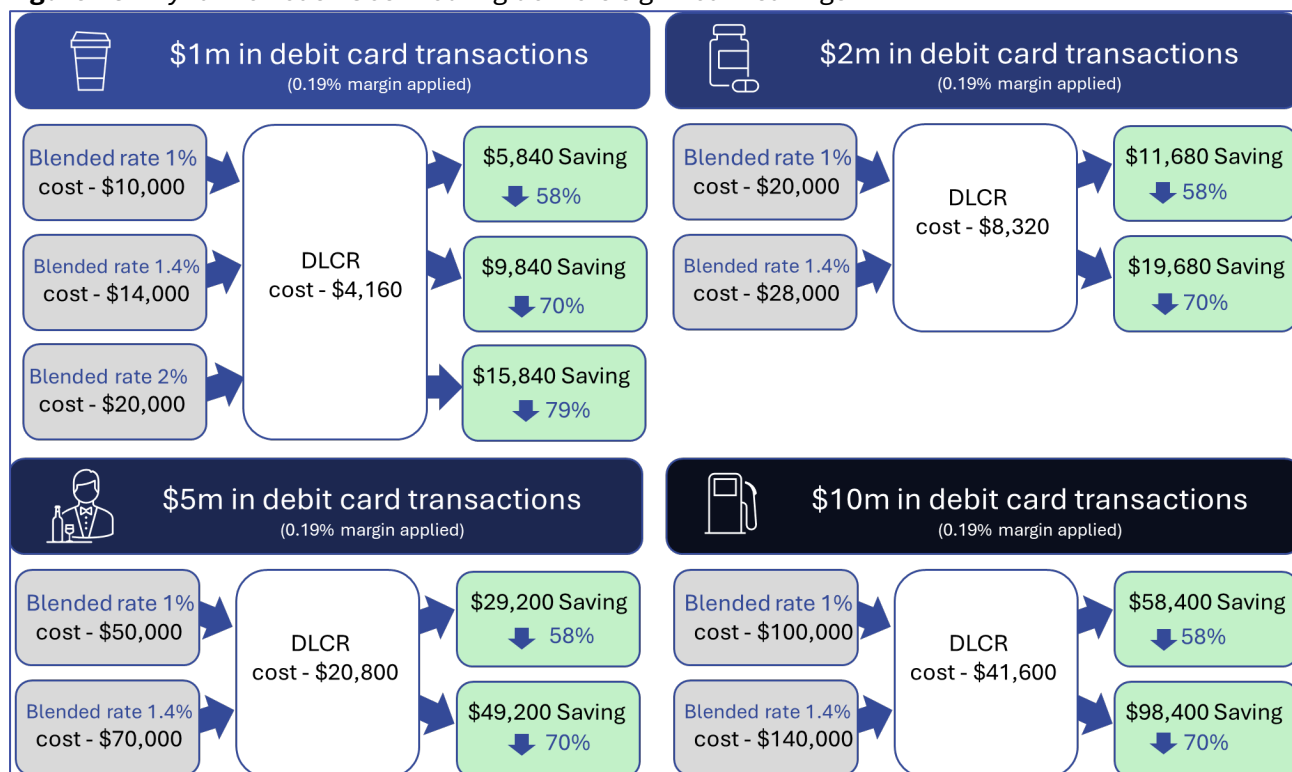 $1m in debit card transactions
(0.19% margin applied)
Blended rate 1%
cost - $10,000
Blended rate 1.4%
cost - $14,000
Blended rate 2%
cost - $20,000
DLCR
cost - $4,160
$5,840 Saving
58%
$9,840 Saving
70%
$15,840 Saving
79%
$2m in debit card transactions
(0.19% margin applied)
Blended rate 1%
cost - $20,000
Blended rate 1.4%
cost - $28,000
DLCR
cost - $8,320
$11,680 Saving
58%
$19,680 Saving
70%
$5m in debit card transactions
(0.19% margin applied)
Blended rate 1%
cost - $50,000
Blended rate 1.4%
cost - $70,000
DLCR
cost - $20,800
$29,200 Saving
58%
$49,200 Saving
70%
$10m in debit card transactions
(0.19% margin applied)
Blended rate 1%
cost - $100,000
Blended rate 1.4%
cost - $140,000
DLCR
cost - $41,600
$58,400 Saving
58%
$98,400 Saving
70%